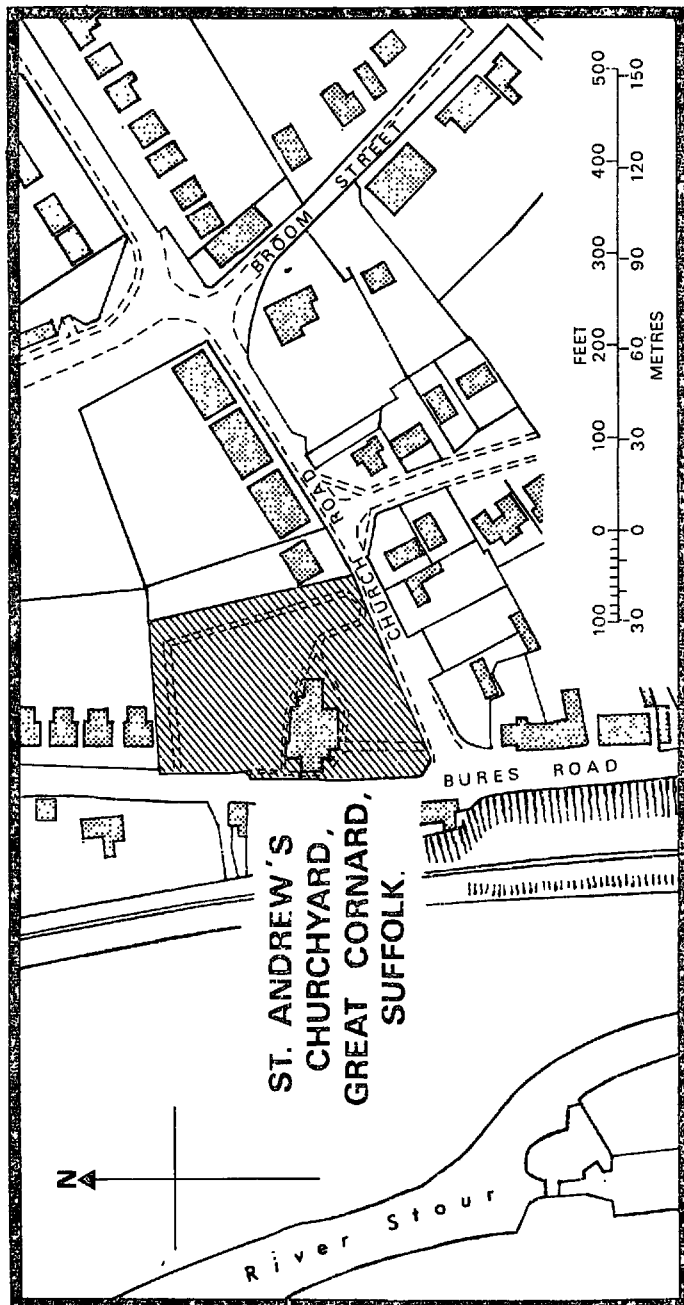 ST. ANDREW'S
CHURCHYARD,
GREAT CORNARD,
SUFFOLK.
N
River Stour
BURES ROAD
CHURCH ROAD
BROOM STREET
FEET
100 0 100 200 300 400 500
30 0 30 60 90 120 150
METRES